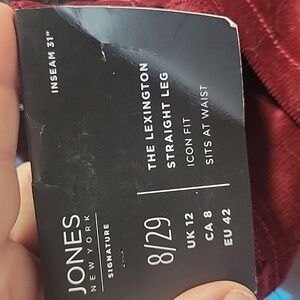 JONES
NEW YORK
SIGNATURE
INSEAM 31"
8/29
UK 12
CA 8
EU 42
THE LEXINGTON
STRAIGHT LEG
ICON FIT
SITS AT WAIST